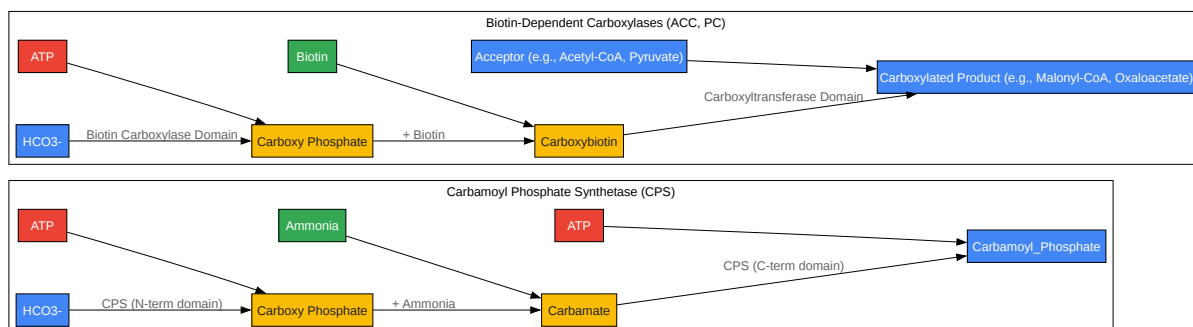 Biotin-Dependent Carboxylases (ACC, PC)
ATP
Biotin
Acceptor (e.g., Acetyl-CoA, Pyruvate)
Carboxylated Product (e.g., Malonyl-CoA, Oxaloacetate)
Carboxyltransferase Domain
HCO3-
Biotin Carboxylase Domain
Carboxy Phosphate
+ Biotin
Carboxybiotin
Carbamoyl Phosphate Synthetase (CPS)
ATP
Ammonia
ATP
Carbamoyl_Phosphate
CPS (C-term domain)
HCO3-
CPS (N-term domain)
Carboxy Phosphate
+ Ammonia
Carbamate